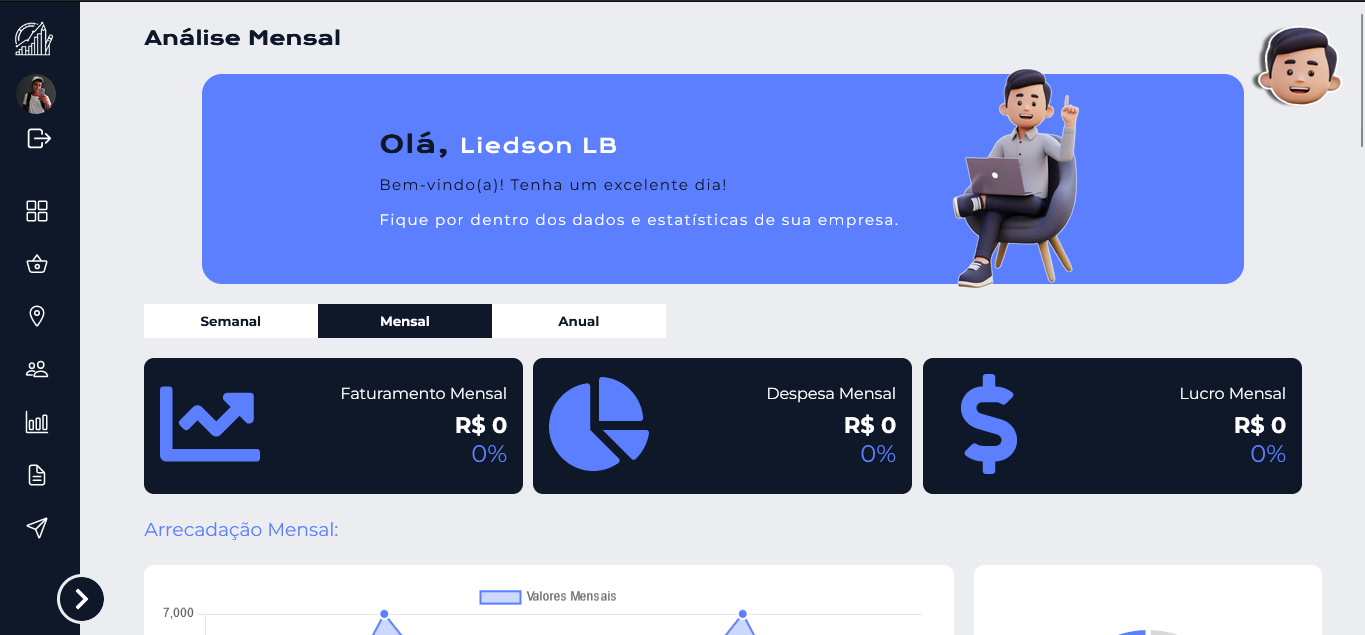 Análise Mensal
Olá, Liedson LB
Bem-vindo(a)! Tenha um excelente dia!
Fique por dentro dos dados e estatísticas de sua empresa.
Semanal
Mensal
Anual
Faturamento Mensal
R$ 0
0%
Despesa Mensal
R$ 0
0%
Lucro Mensal
R$ 0
0%
Arrecadação Mensal:
Valores Mensais
7,000